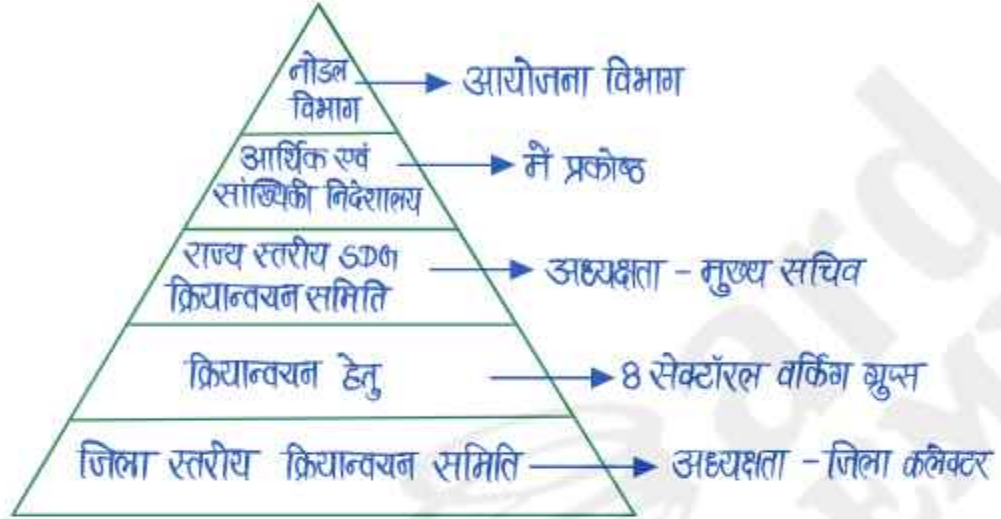 नोडल
विभाग → आयोजना विभाग
आर्थिक एवं
सांख्यिकी निदेशालय → में प्रकोष्ठ
राज्य स्तरीय SDG
क्रियान्वयन समिति → अध्यक्षता - मुख्य सचिव
क्रियान्वयन हेतु → 8 सेक्टॉरल वर्किंग ग्रुप्स
जिला स्तरीय क्रियान्वयन समिति → अध्यक्षता - जिला कलेक्टर